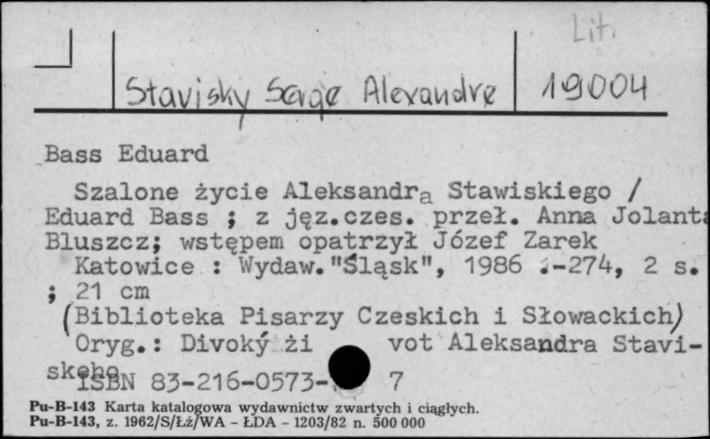 Lit.
Stavisky Serge Alexandre 19004
Bass Eduard
Szalone życie Aleksandra Stawiskiego /
Eduard Bass ; z jęz.czes. przeł. Anna Jolanta
Bluszcz; wstępem opatrzył Józef Zarek
Katowice : Wydaw."Śląsk", 1986 .-274, 2 s.
; 21 cm
(Biblioteka Pisarzy Czeskich i Słowackich)
Oryg.: Divoký ži vot Aleksandra Stavi-
skeho
ISBN 83-216-0573- 7
Pu-B-143 Karta katalogowa wydawnictw zwartych i ciągłych.
Pu-B-143, z. 1962/S/Łź/WA - ŁDA - 1203/82 n. 500 000